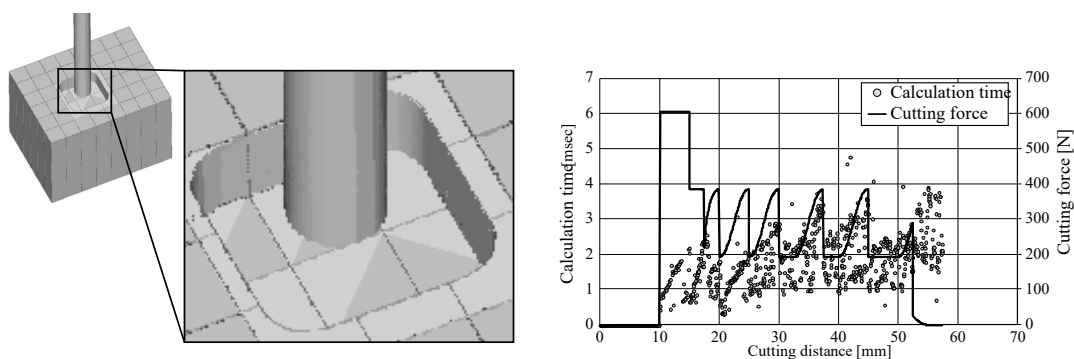 7
6
5
4
3
2
1
0
Calculation time[msec]
0 10 20 30 40 50 60 70
Cutting distance [mm]
700
600
500
400
300
200
100
0
Cutting force [N]
Calculation time
Cutting force